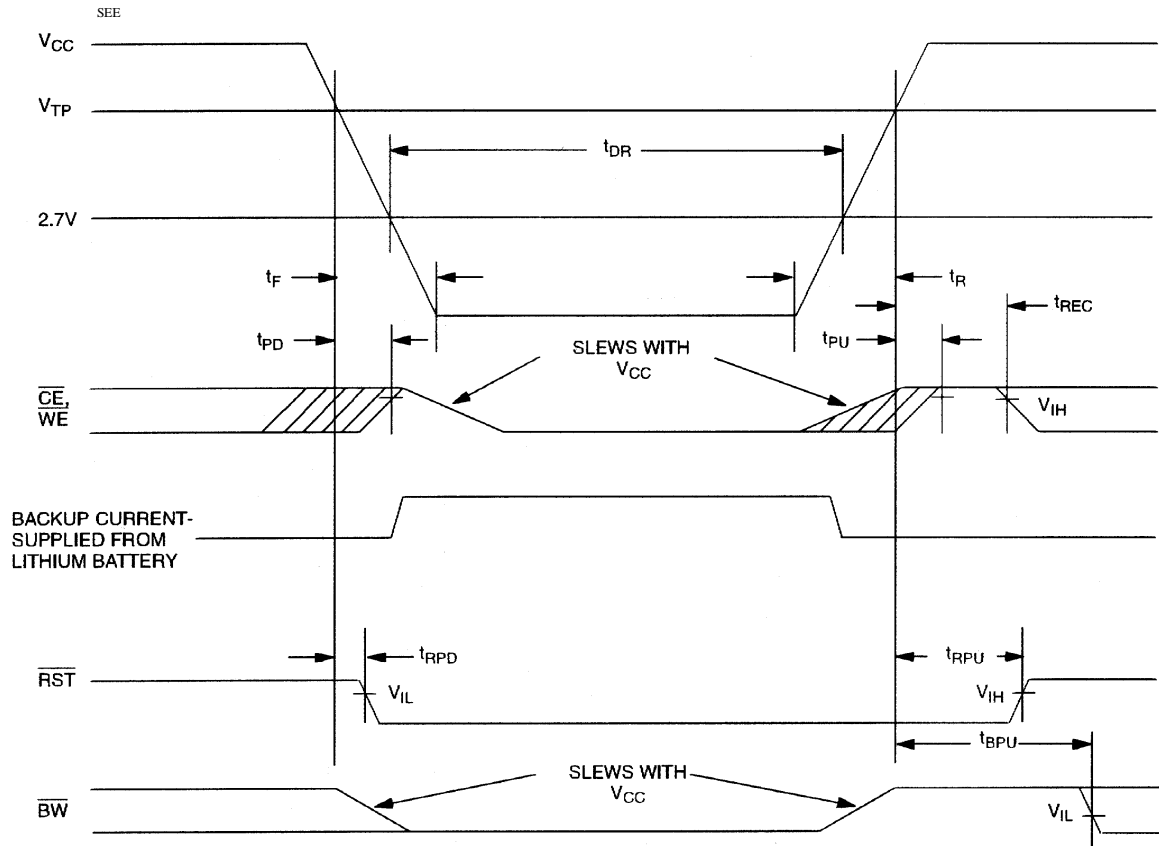 SEE
VCC
VTP
tDR
2.7V
tF
tR
tREC
tPD
tPU
SLEWS WITH
VCC
CE,
WE
VIH
BACKUP CURRENT-
SUPPLIED FROM
LITHIUM BATTERY
tRPD
tRPU
RST
VIL
VIH
tBPU
SLEWS WITH
VCC
BW
VIL